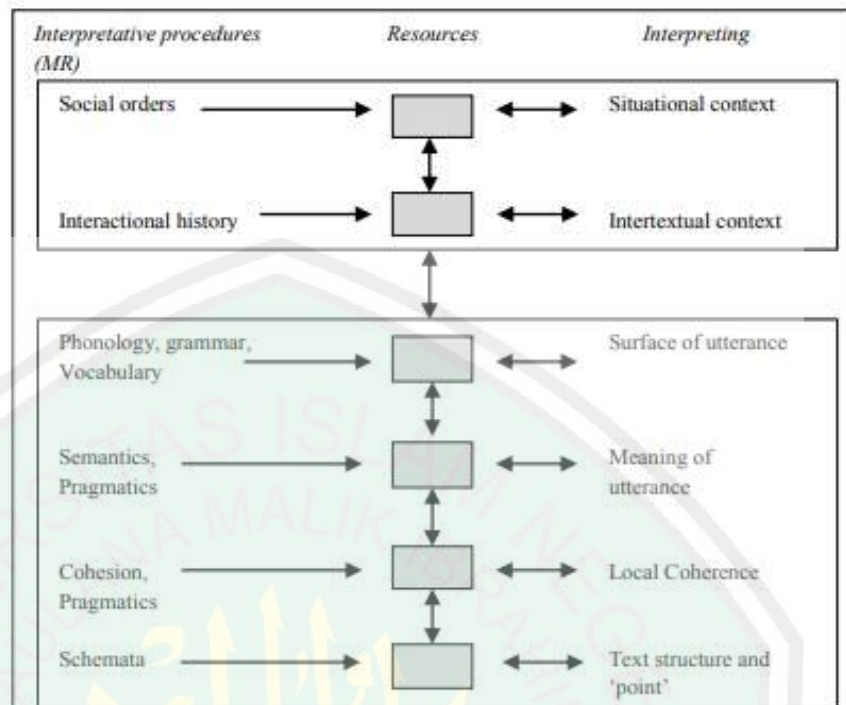 Interpretative procedures Resources Interpreting
(MR)
Social orders Situational context
Interactional history Intertextual context
Phonology, grammar, Surface of utterance
Vocabulary
Semantics, Meaning of
Pragmatics utterance
Cohesion, Local Coherence
Pragmatics
Schemata Text structure and
'point'